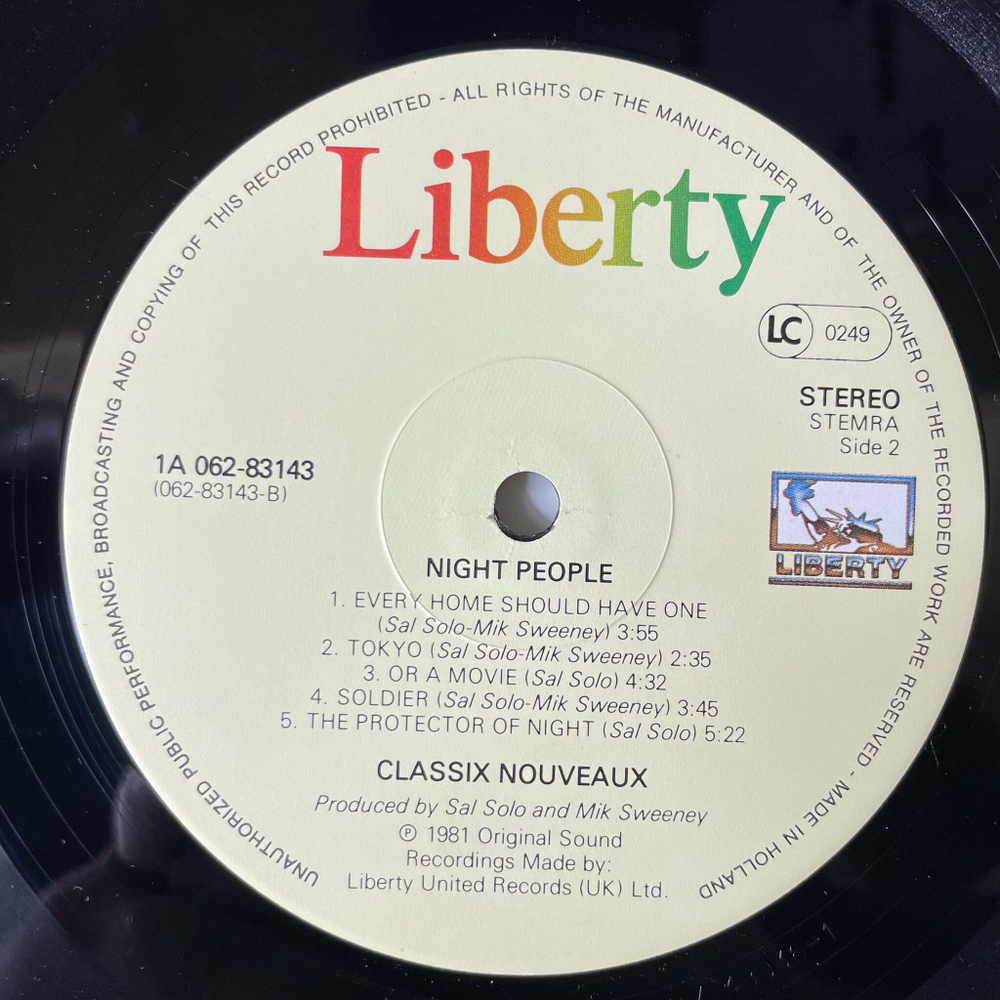 UNAUTHORIZED PUBLIC PERFORMANCE, BROADCASTING AND COPYING OF THIS RECORD PROHIBITED - ALL RIGHTS OF THE MANUFACTURER AND OF THE OWNER OF THE RECORDED WORK ARE RESERVED - MADE IN HOLLAND
Liberty
LC 0249
STEREO
STEMRA
Side 2
1A 062-83143
(062-83143-B)
LIBERTY
NIGHT PEOPLE
1. EVERY HOME SHOULD HAVE ONE
(Sal Solo-Mik Sweeney) 3:55
2. TOKYO (Sal Solo-Mik Sweeney) 2:35
3. OR A MOVIE (Sal Solo) 4:32
4. SOLDIER (Sal Solo-Mik Sweeney) 3:45
5. THE PROTECTOR OF NIGHT (Sal Solo) 5:22
CLASSIX NOUVEAUX
Produced by Sal Solo and Mik Sweeney
℗ 1981 Original Sound
Recordings Made by:
Liberty United Records (UK) Ltd.